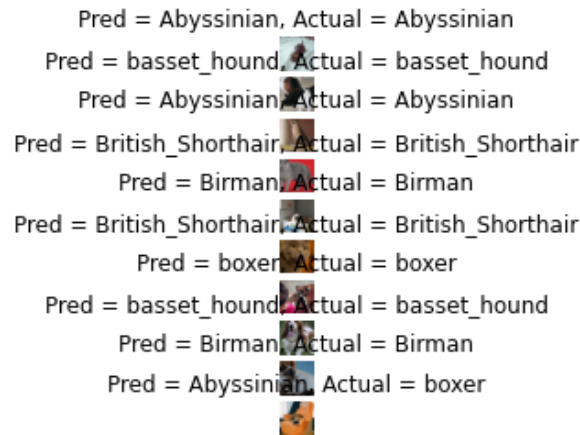 Pred = Abyssinian, Actual = Abyssinian
Pred = basset_hound, Actual = basset_hound
Pred = Abyssinian, Actual = Abyssinian
Pred = British_Shorthair, Actual = British_Shorthair
Pred = Birman, Actual = Birman
Pred = British_Shorthair, Actual = British_Shorthair
Pred = boxer, Actual = boxer
Pred = basset_hound, Actual = basset_hound
Pred = Birman, Actual = Birman
Pred = Abyssinian, Actual = boxer